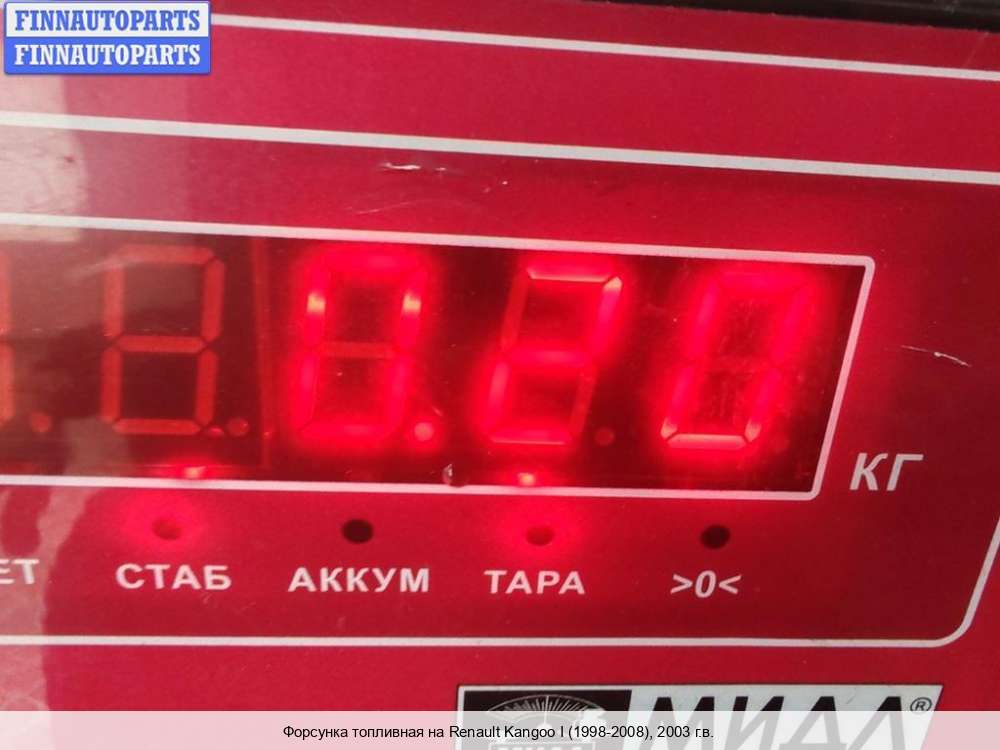 FINNAUTOPARTS
FINNAUTOPARTS
0.20
КГ
СТАБ АККУМ ТАРА >0<
МИДЛ®
Форсунка топливная на Renault Kangoo I (1998-2008), 2003 г.в.